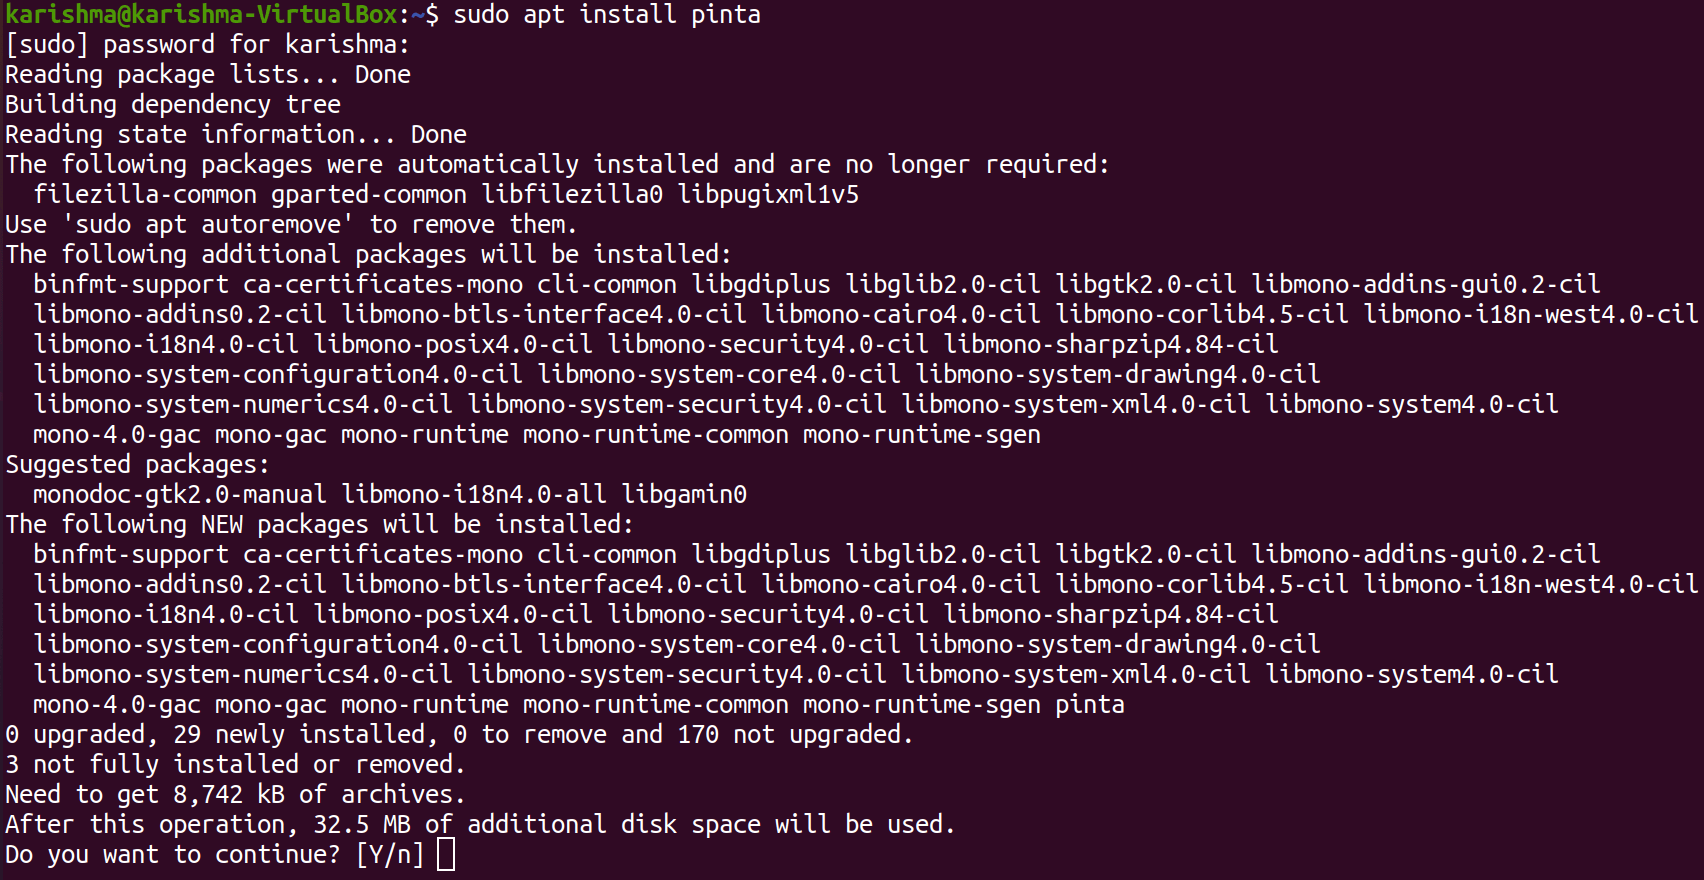 karishma@karishma-VirtualBox:~$ sudo apt install pinta
[sudo] password for karishma:
Reading package lists... Done
Building dependency tree
Reading state information... Done
The following packages were automatically installed and are no longer required:
  filezilla-common gparted-common libfilezilla0 libpugixml1v5
Use 'sudo apt autoremove' to remove them.
The following additional packages will be installed:
  binfmt-support ca-certificates-mono cli-common libgdiplus libglib2.0-cil libgtk2.0-cil libmono-addins-gui0.2-cil
  libmono-addins0.2-cil libmono-btls-interface4.0-cil libmono-cairo4.0-cil libmono-corlib4.5-cil libmono-i18n-west4.0-cil
  libmono-i18n4.0-cil libmono-posix4.0-cil libmono-security4.0-cil libmono-sharpzip4.84-cil
  libmono-system-configuration4.0-cil libmono-system-core4.0-cil libmono-system-drawing4.0-cil
  libmono-system-numerics4.0-cil libmono-system-security4.0-cil libmono-system-xml4.0-cil libmono-system4.0-cil
  mono-4.0-gac mono-gac mono-runtime mono-runtime-common mono-runtime-sgen
Suggested packages:
  monodoc-gtk2.0-manual libmono-i18n4.0-all libgamin0
The following NEW packages will be installed:
  binfmt-support ca-certificates-mono cli-common libgdiplus libglib2.0-cil libgtk2.0-cil libmono-addins-gui0.2-cil
  libmono-addins0.2-cil libmono-btls-interface4.0-cil libmono-cairo4.0-cil libmono-corlib4.5-cil libmono-i18n-west4.0-cil
  libmono-i18n4.0-cil libmono-posix4.0-cil libmono-security4.0-cil libmono-sharpzip4.84-cil
  libmono-system-configuration4.0-cil libmono-system-core4.0-cil libmono-system-drawing4.0-cil
  libmono-system-numerics4.0-cil libmono-system-security4.0-cil libmono-system-xml4.0-cil libmono-system4.0-cil
  mono-4.0-gac mono-gac mono-runtime mono-runtime-common mono-runtime-sgen pinta
0 upgraded, 29 newly installed, 0 to remove and 170 not upgraded.
3 not fully installed or removed.
Need to get 8,742 kB of archives.
After this operation, 32.5 MB of additional disk space will be used.
Do you want to continue? [Y/n]